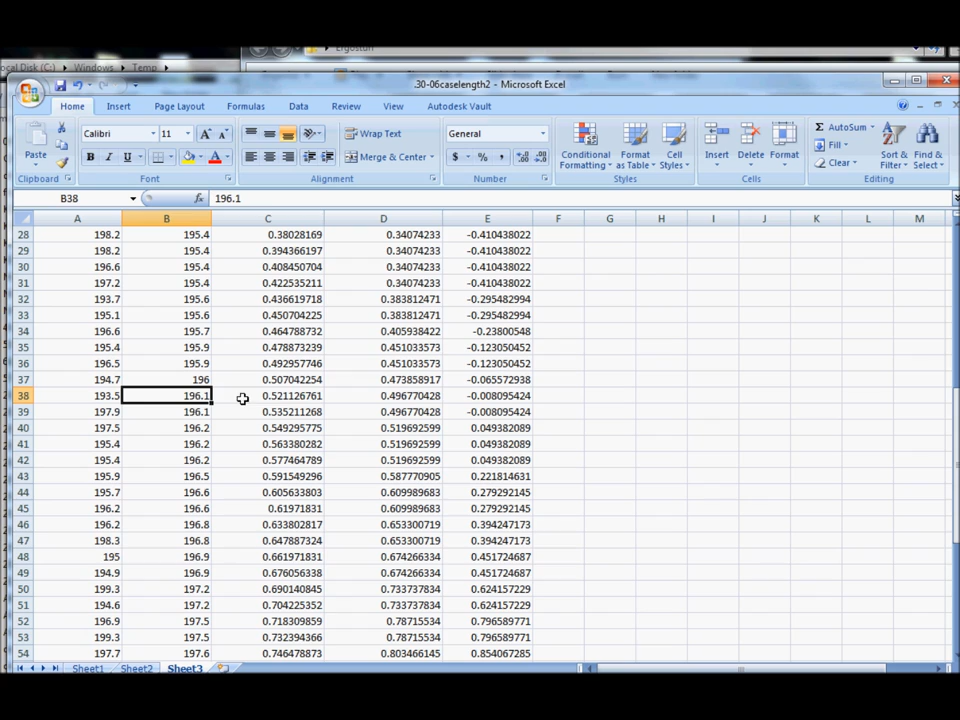 Ergostuff
ocal Disk (C:) Windows Temp
.30-06caselength2 - Microsoft Excel
Home Insert Page Layout Formulas Data Review View Autodesk Vault
Calibri 11 A A Wrap Text General AutoSum
Fill
Paste B I U A Merge & Center $ % , Conditional Formatting Format as Table Cell Styles Insert Delete Format Clear Sort & Filter Find & Select
Clipboard Font Alignment Number Styles Cells Editing
B38 fx 196.1
A B C D E F G H I J K L M
28 198.2 195.4 0.38028169 0.34074233 -0.410438022
29 198.2 195.4 0.394366197 0.34074233 -0.410438022
30 196.6 195.4 0.408450704 0.34074233 -0.410438022
31 197.2 195.4 0.422535211 0.34074233 -0.410438022
32 193.7 195.6 0.436619718 0.383812471 -0.295482994
33 195.1 195.6 0.450704225 0.383812471 -0.295482994
34 196.6 195.7 0.464788732 0.405938422 -0.23800548
35 195.4 195.9 0.478873239 0.451033573 -0.123050452
36 196.5 195.9 0.492957746 0.451033573 -0.123050452
37 194.7 196 0.507042254 0.473858917 -0.065572938
38 193.5 196.1 0.521126761 0.496770428 -0.008095424
39 197.9 196.1 0.535211268 0.496770428 -0.008095424
40 197.5 196.2 0.549295775 0.519692599 0.049382089
41 195.4 196.2 0.563380282 0.519692599 0.049382089
42 195.4 196.2 0.577464789 0.519692599 0.049382089
43 195.9 196.5 0.591549296 0.587770905 0.221814631
44 195.7 196.6 0.605633803 0.609989683 0.279292145
45 196.2 196.6 0.61971831 0.609989683 0.279292145
46 196.2 196.8 0.633802817 0.653300719 0.394247173
47 198.3 196.8 0.647887324 0.653300719 0.394247173
48 195 196.9 0.661971831 0.674266334 0.451724687
49 194.9 196.9 0.676056338 0.674266334 0.451724687
50 199.3 197.2 0.690140845 0.733737834 0.624157229
51 194.6 197.2 0.704225352 0.733737834 0.624157229
52 196.9 197.5 0.718309859 0.78715534 0.796589771
53 199.3 197.5 0.732394366 0.78715534 0.796589771
54 197.7 197.6 0.746478873 0.803466145 0.854067285
Sheet1 Sheet2 Sheet3